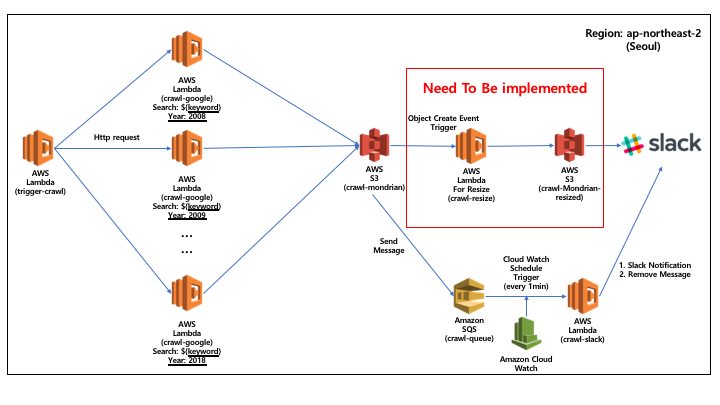 Region: ap-northeast-2
(Seoul)
Need To Be implemented
AWS
Lambda
(crawl-google)
Search: $(keyword)
Year: 2008
Http request
AWS
Lambda
(trigger-crawl)
AWS
Lambda
(crawl-google)
Search: $(keyword)
Year: 2009
...
...
AWS
Lambda
(crawl-google)
Search: $(keyword)
Year: 2018
AWS
S3
(crawl-mondrian)
Object Create Event
Trigger
AWS
Lambda
For Resize
(crawl-resize)
AWS
S3
(crawl-Mondrian-
resized)
slack
Send
Message
Amazon
SQS
(crawl-queue)
Cloud Watch
Schedule
Trigger
(every 1min)
Amazon Cloud
Watch
AWS
Lambda
(crawl-slack)
1. Slack Notification
2. Remove Message